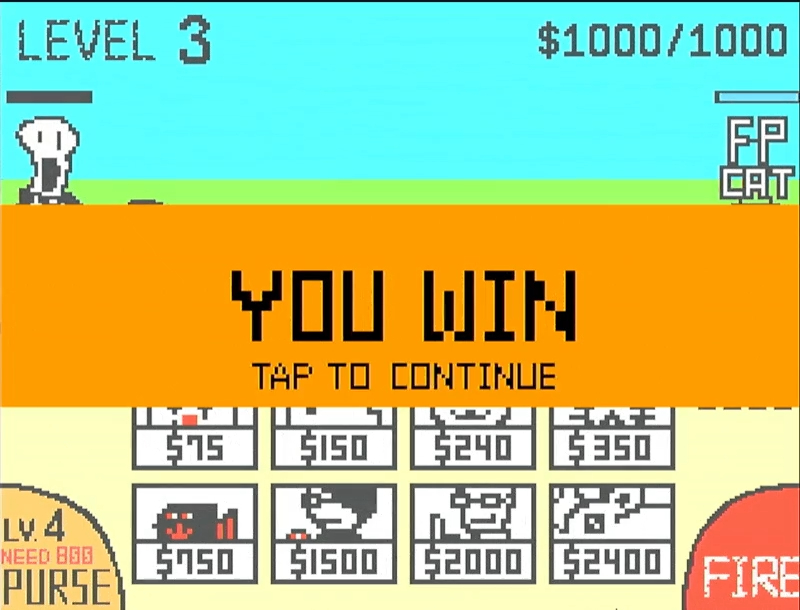 LEVEL 3
$1000/1000
FP
CAT
YOU WIN
TAP TO CONTINUE
$75
$150
$240
$350
LV.4
NEED 800
PURSE
$750
$1500
$2000
$2400
FIRE